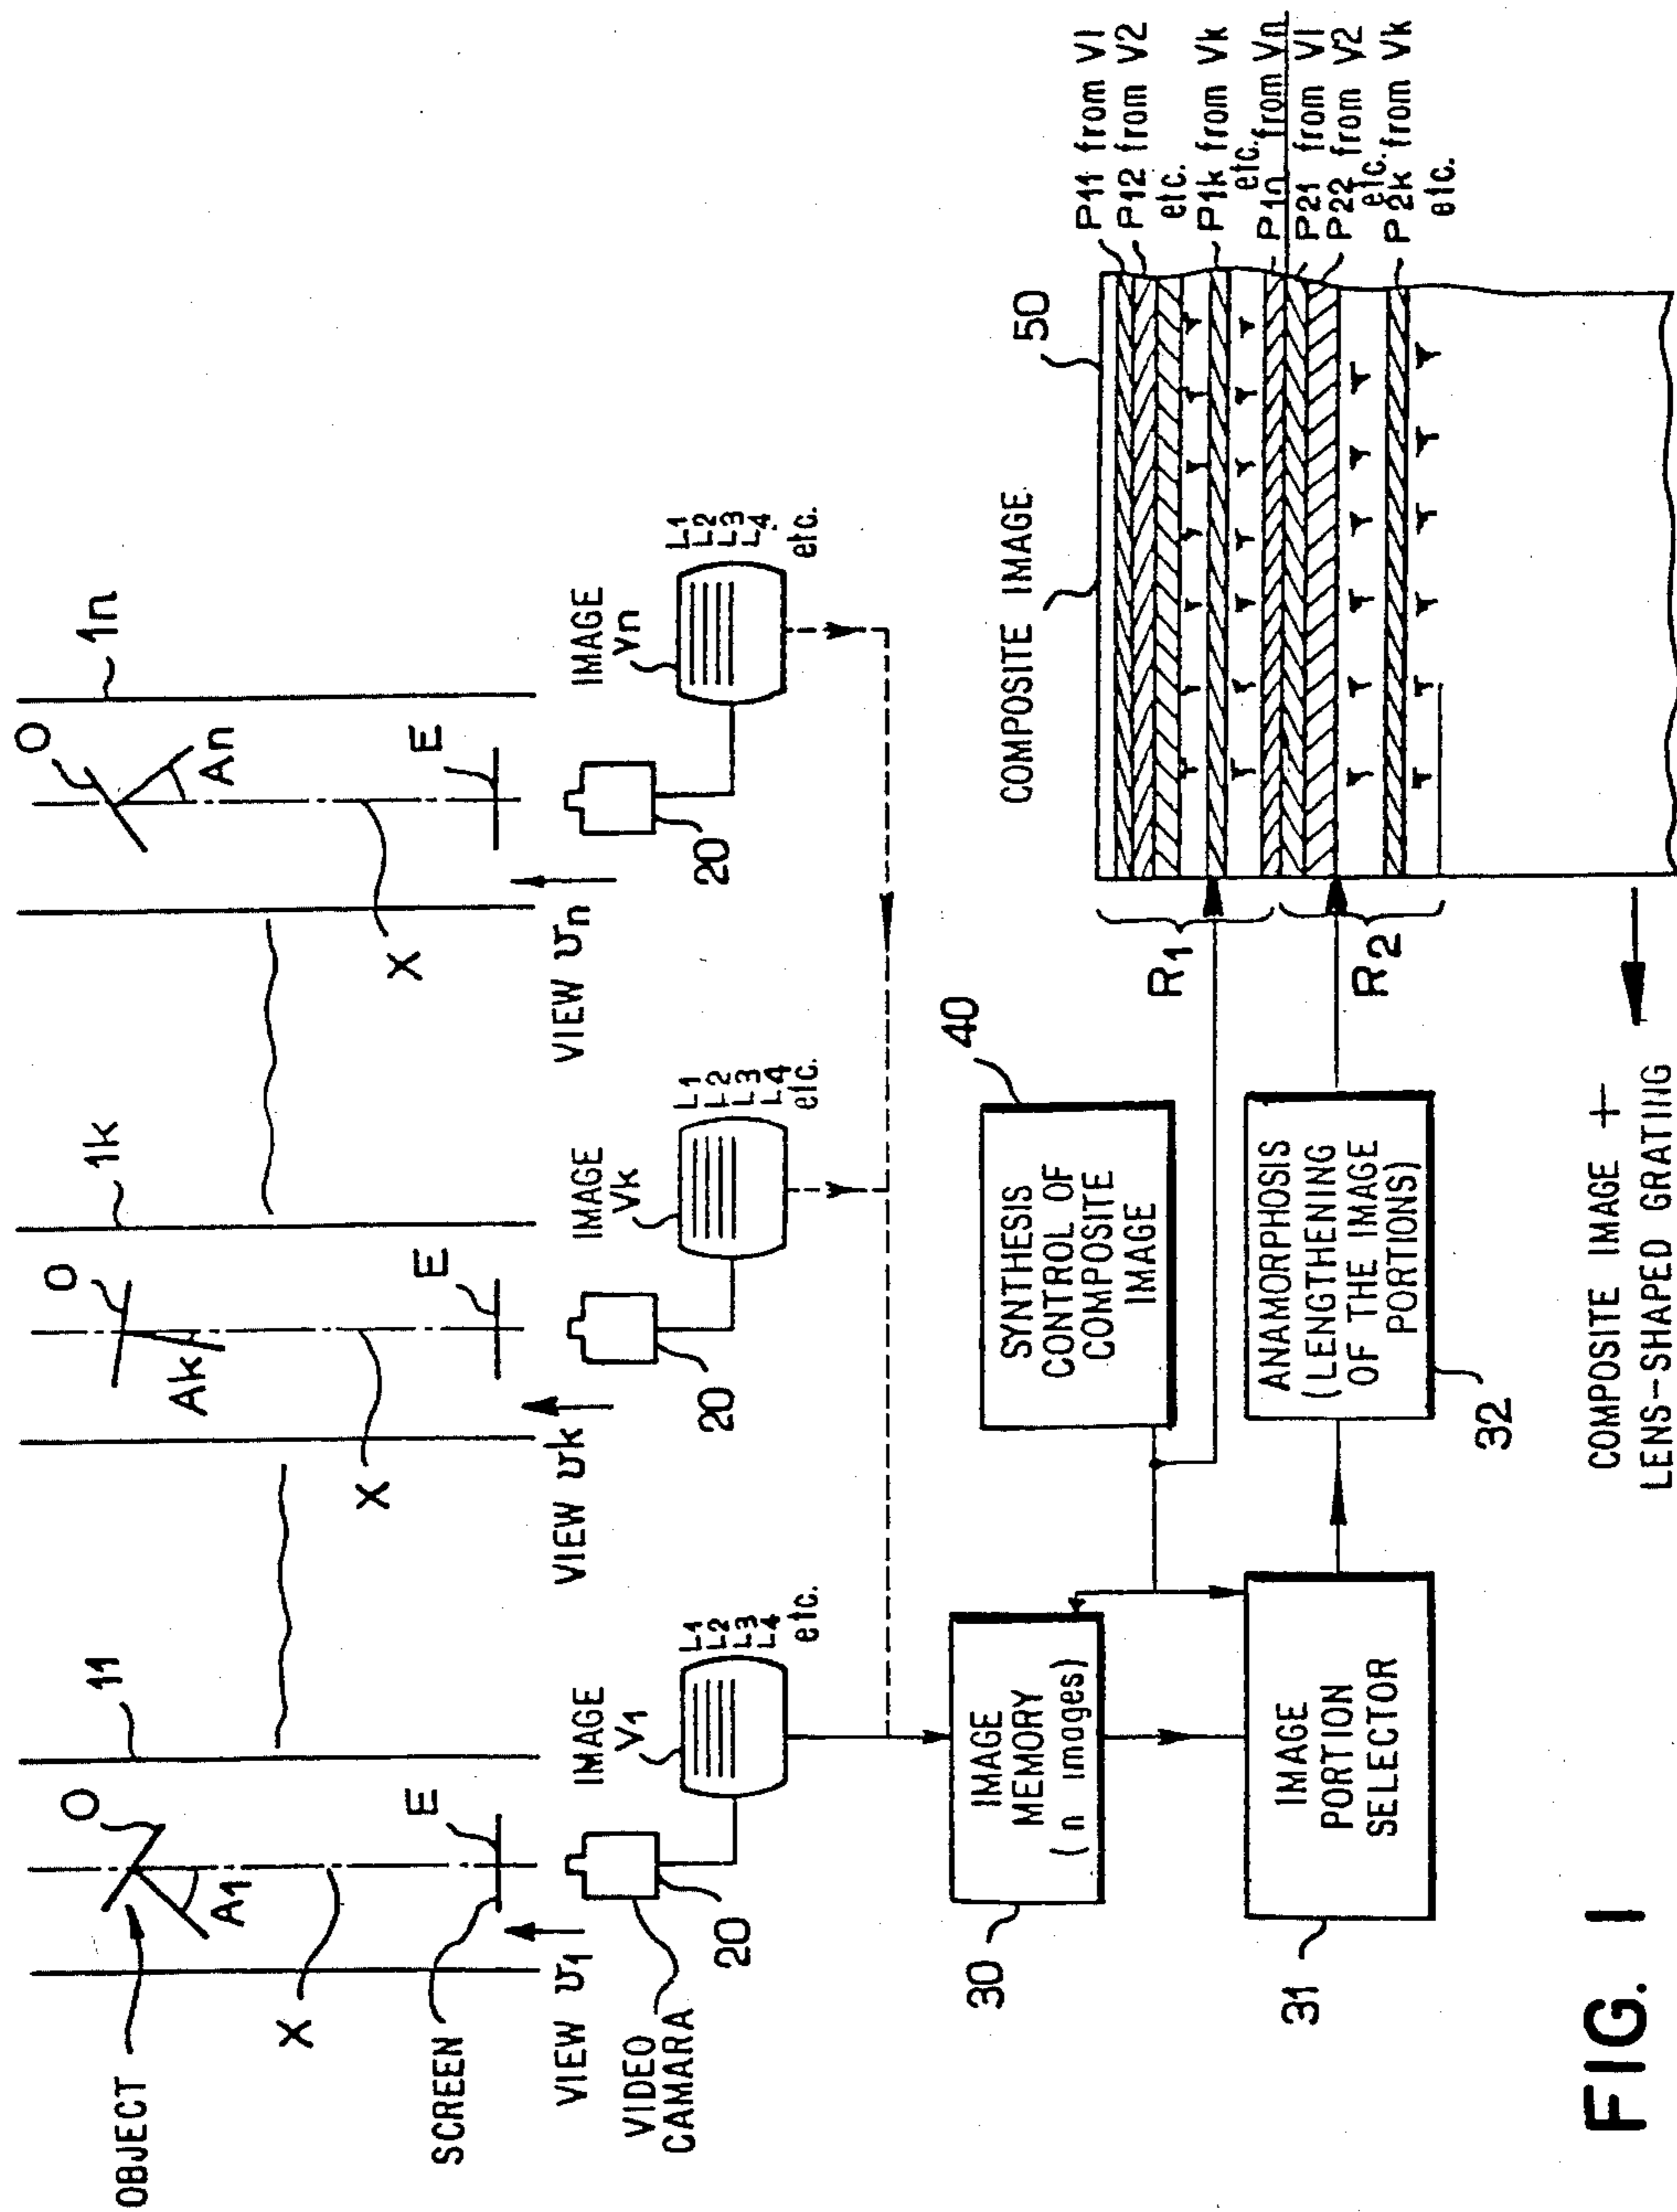 OBJECT
O
A1
11
X
SCREEN
E
VIEW v1
VIDEO
CAMARA
20
IMAGE
V1
L1
L2
L3
L4
etc.
O
Ak
1k
X
E
VIEW vk
20
IMAGE
Vk
L1
L2
L3
L4
etc.
O
An
1n
X
E
VIEW vn
20
IMAGE
Vn
L1
L2
L3
L4
etc.
IMAGE
MEMORY
(n images)
30
IMAGE
PORTION
SELECTOR
31
SYNTHESIS
CONTROL OF
COMPOSITE
IMAGE
40
ANAMORPHOSIS
(LENGTHENING
OF THE IMAGE
PORTIONS)
32
COMPOSITE IMAGE
50
R1
R2
P11 from V1
P12 from V2
etc.
P1k from Vk
etc.
P1n from Vn
P21 from V1
P22 from V2
etc.
P2k from Vk
etc.
COMPOSITE IMAGE +
LENS-SHAPED GRATING
FIG. 1